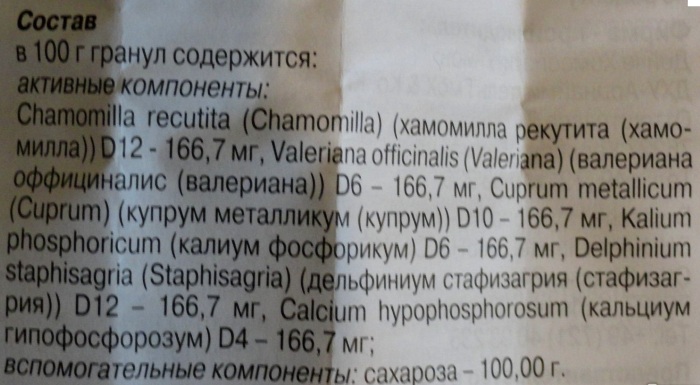 Состав
в 100 г гранул содержится:
активные компоненты:
Chamomilla recutita (Chamomilla) (хамомилла рекутита (хамо-
милла)) D12 - 166,7 мг, Valeriana officinalis (Valeriana) (валериана
оффициналис (валериана)) D6 – 166,7 мг, Cuprum metallicum
(Cuprum) (купрум металликум (купрум)) D10 – 166,7 мг, Kalium
phosphoricum (калиум фосфорикум) D6 – 166,7 мг, Delphinium
staphisagria (Staphisagria) (дельфиниум стафизагрия (стафизаг-
рия)) D12 – 166,7 мг, Calcium hypophosphorosum (кальциум
гипофосфорозум) D4 – 166,7 мг;
вспомогательные компоненты: сахароза – 100,00 г.